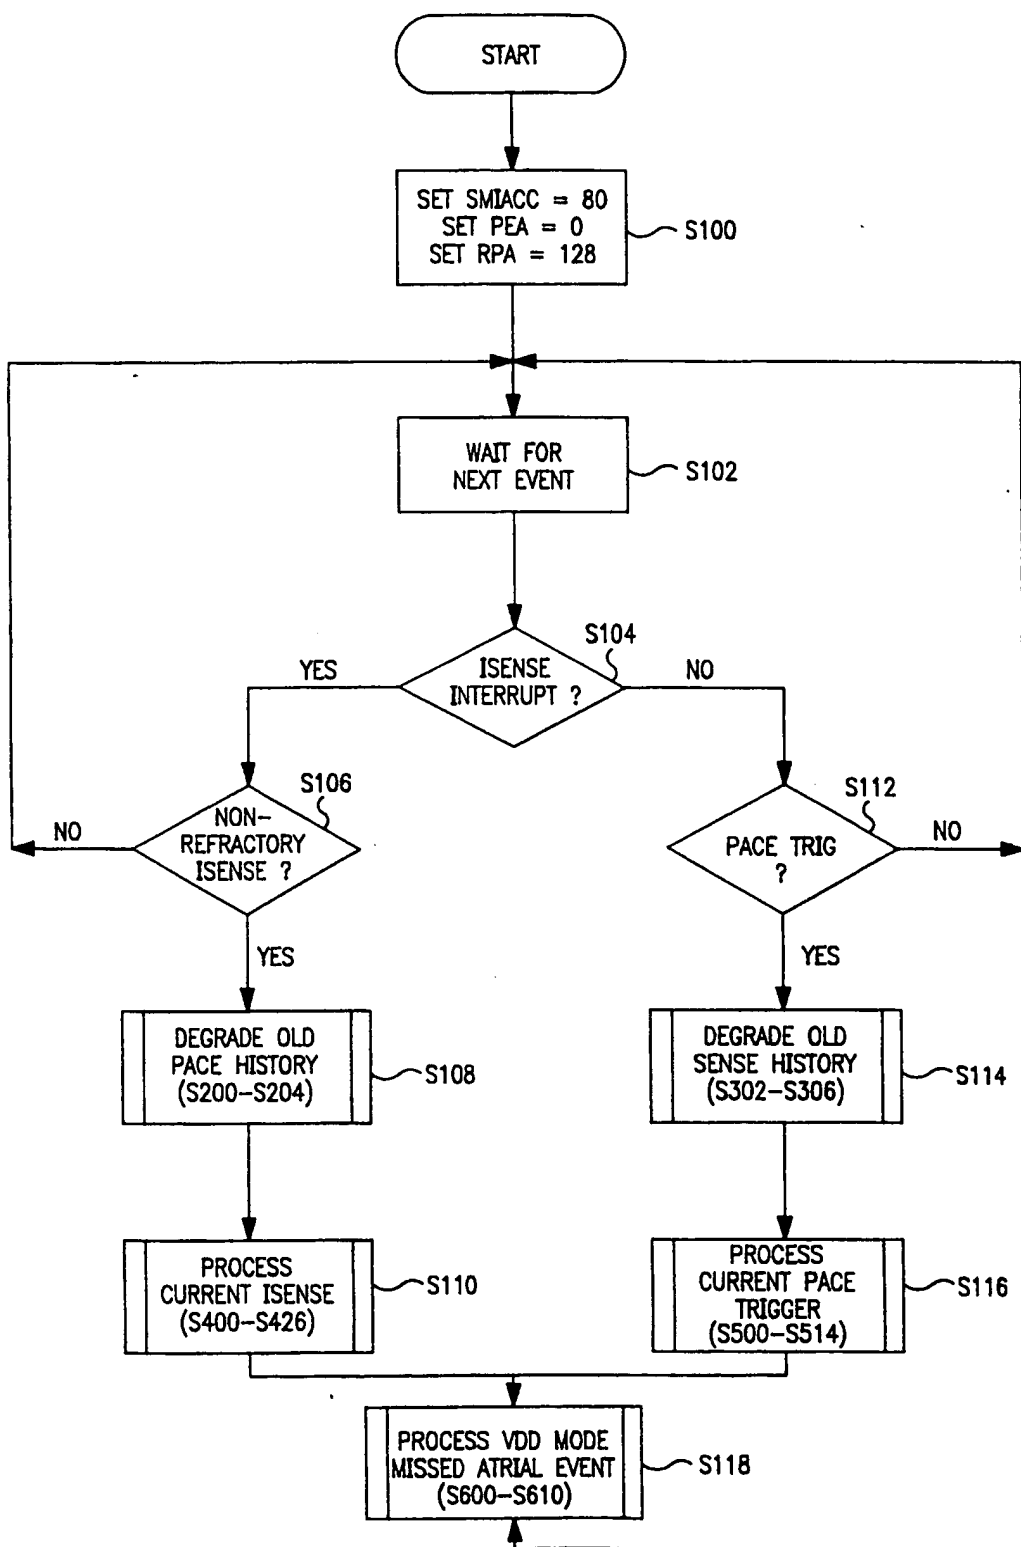 START
SET SMIACC = 80
SET PEA = 0
SET RPA = 128
S100
WAIT FOR
NEXT EVENT
S102
S104
YES
ISENSE
INTERRUPT ?
NO
S106
NON-
REFRACTORY
ISENSE ?
NO
S112
PACE TRIG
?
NO
YES
YES
DEGRADE OLD
PACE HISTORY
(S200-S204)
S108
DEGRADE OLD
SENSE HISTORY
(S302-S306)
S114
PROCESS
CURRENT ISENSE
(S400-S426)
S110
PROCESS
CURRENT PACE
TRIGGER
(S500-S514)
S116
PROCESS VDD MODE
MISSED ATRIAL EVENT
(S600-S610)
S118